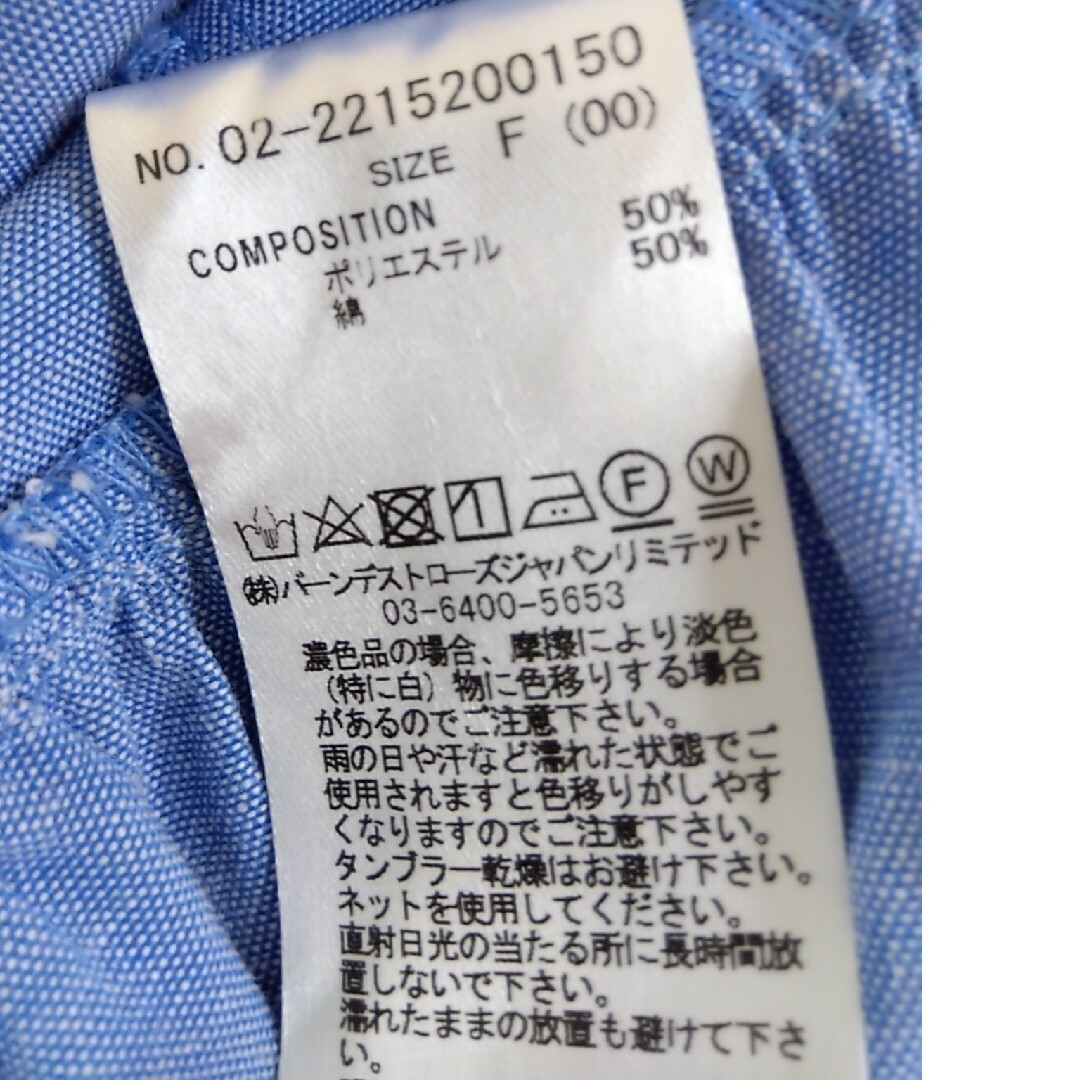 NO. 02-2215200150
SIZE F (00)
COMPOSITION
ポリエステル 50%
綿 50%
F W
㈱バーンデストローズジャパンリミテッド
03-6400-5653
濃色品の場合、摩擦により淡色
(特に白)物に色移りする場合
があるのでご注意下さい。
雨の日や汗など濡れた状態でご
使用されますと色移りがしやす
くなりますのでご注意下さい。
タンブラー乾燥はお避け下さい。
ネットを使用してください。
直射日光の当たる所に長時間放
置しないで下さい。
濡れたままの放置も避けて下さ
い。